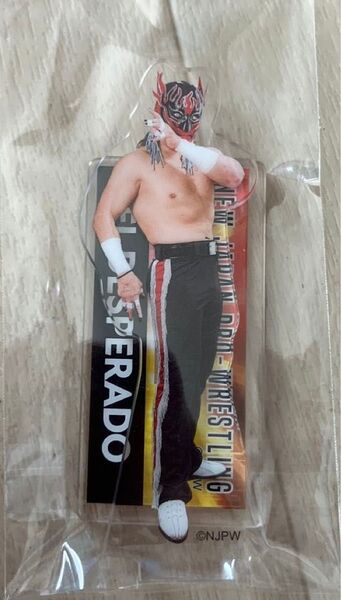 EL DESPERADO
NEW JAPAN PRO-WRESTLING
©NJPW